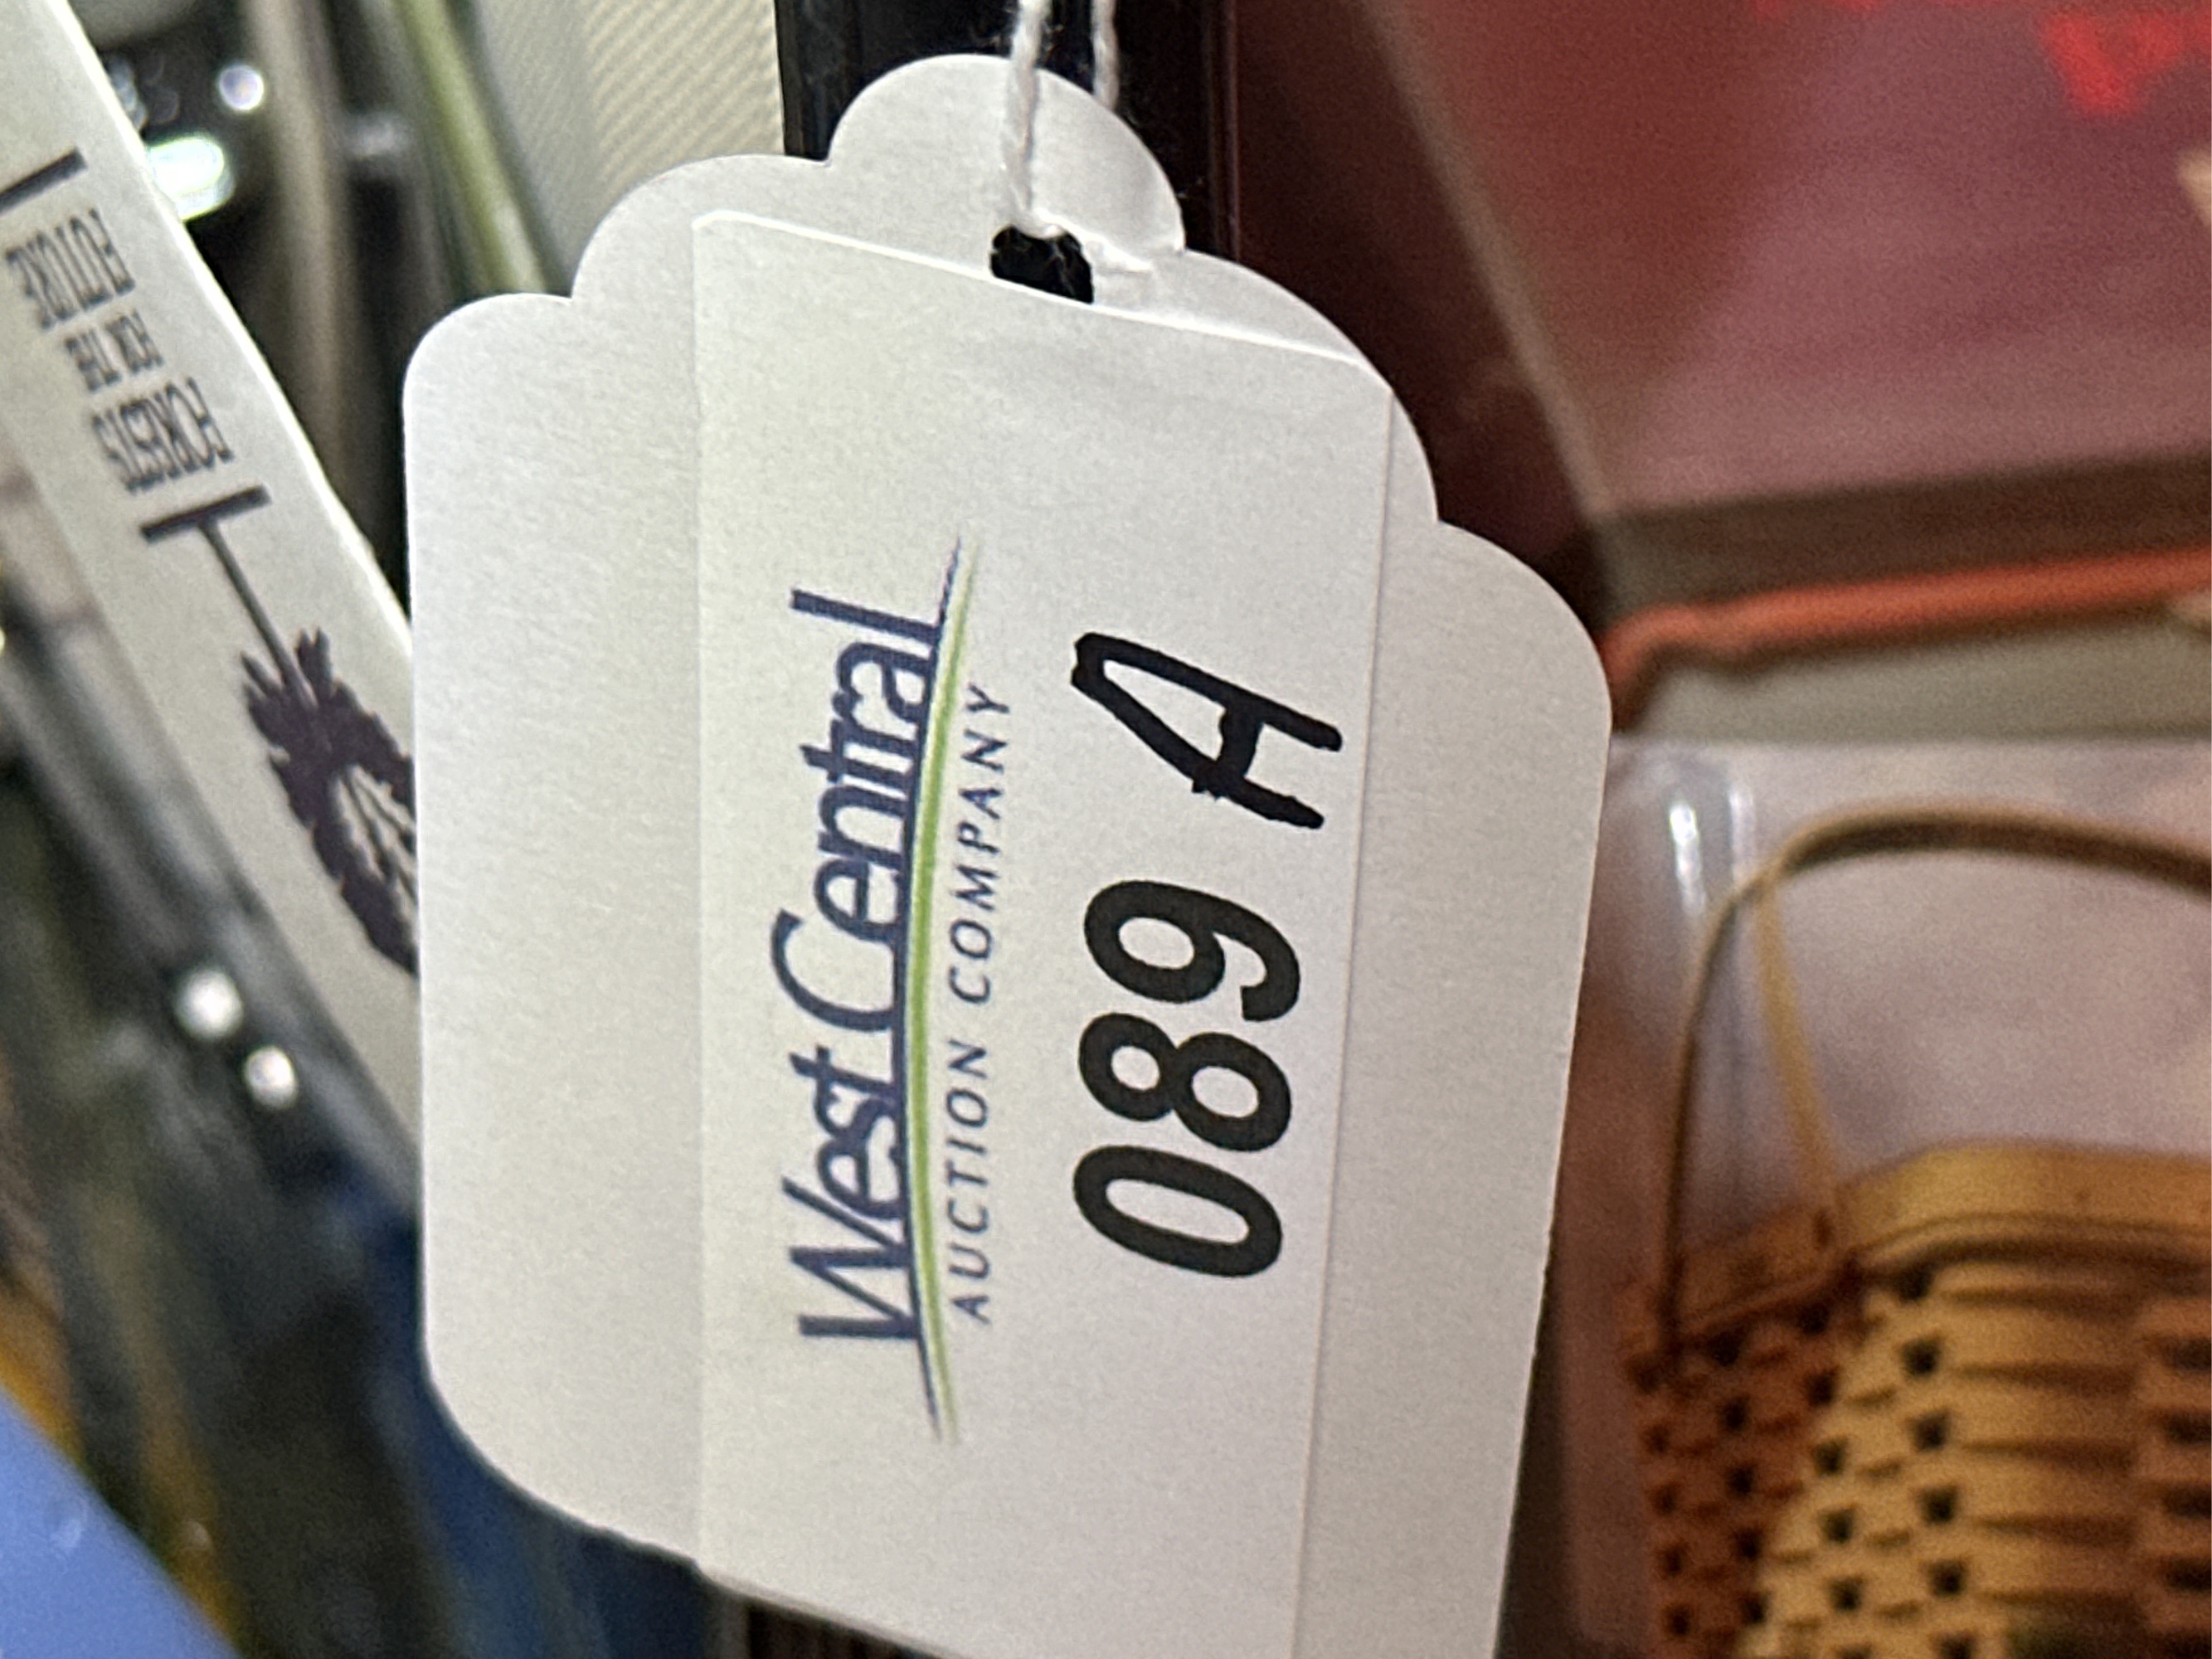 West Central
AUCTION COMPANY
089 A
FORESTS
FOR THE
FUTURE